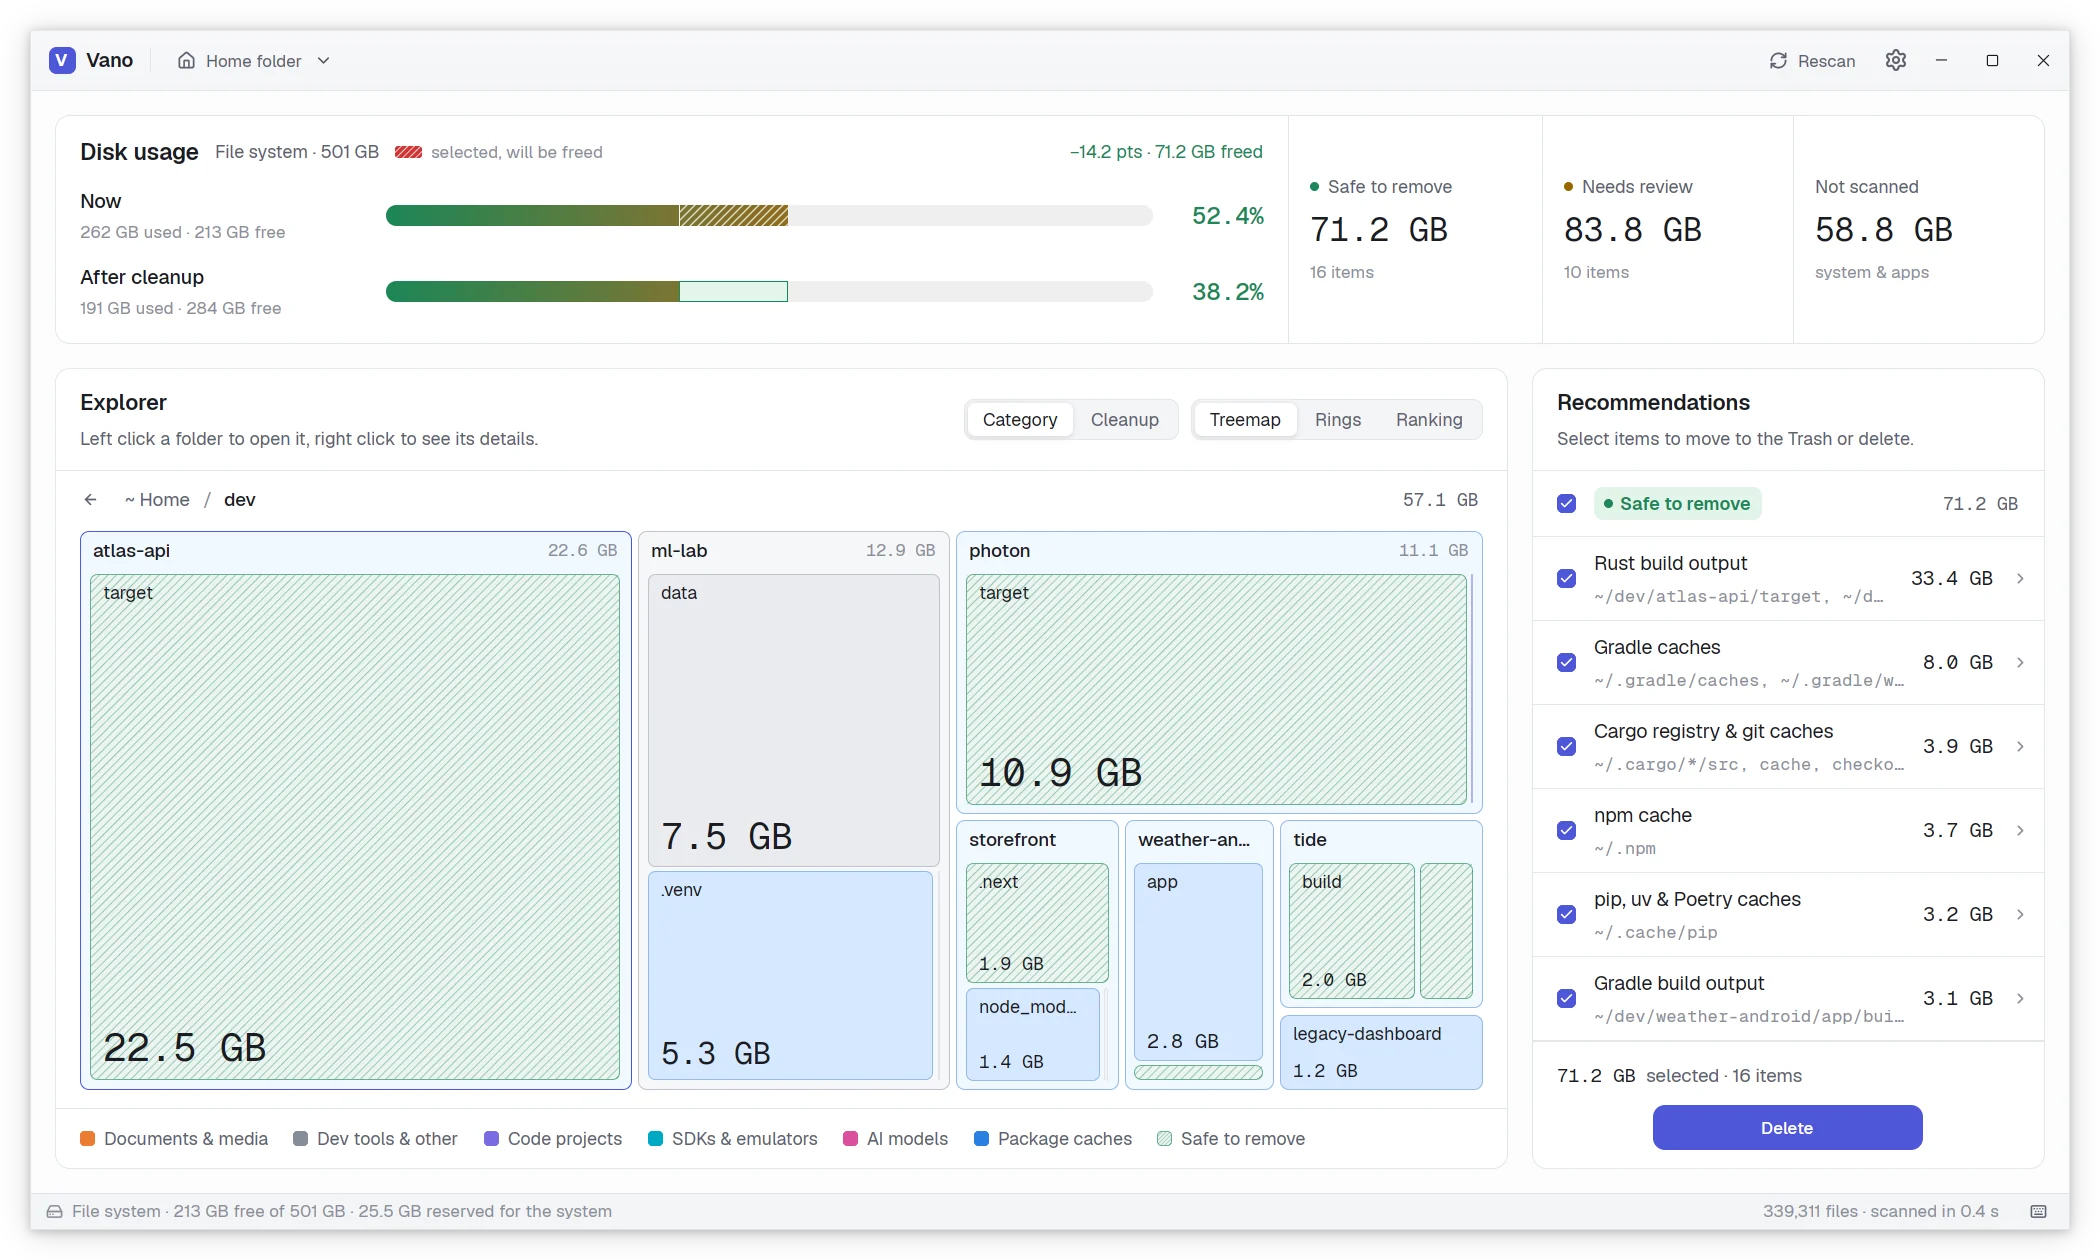 V Vano Home folder Rescan
Disk usage File system · 501 GB selected, will be freed −14.2 pts · 71.2 GB freed
Now
262 GB used · 213 GB free
52.4%
After cleanup
191 GB used · 284 GB free
38.2%
Safe to remove
71.2 GB
16 items
Needs review
83.8 GB
10 items
Not scanned
58.8 GB
system & apps
Explorer
Left click a folder to open it, right click to see its details.
Category Cleanup Treemap Rings Ranking
~ Home / dev 57.1 GB
atlas-api 22.6 GB
target
22.5 GB
ml-lab 12.9 GB
data
7.5 GB
.venv
5.3 GB
photon 11.1 GB
target
10.9 GB
storefront
.next
1.9 GB
node_mod...
1.4 GB
weather-an...
app
2.8 GB
tide
build
2.0 GB
legacy-dashboard
1.2 GB
Documents & media Dev tools & other Code projects SDKs & emulators AI models Package caches Safe to remove
Recommendations
Select items to move to the Trash or delete.
Safe to remove 71.2 GB
Rust build output
~/dev/atlas-api/target, ~/d…
33.4 GB
Gradle caches
~/.gradle/caches, ~/.gradle/w…
8.0 GB
Cargo registry & git caches
~/.cargo/*/src, cache, checko…
3.9 GB
npm cache
~/.npm
3.7 GB
pip, uv & Poetry caches
~/.cache/pip
3.2 GB
Gradle build output
~/dev/weather-android/app/bui…
3.1 GB
71.2 GB selected · 16 items
Delete
File system · 213 GB free of 501 GB · 25.5 GB reserved for the system 339,311 files · scanned in 0.4 s